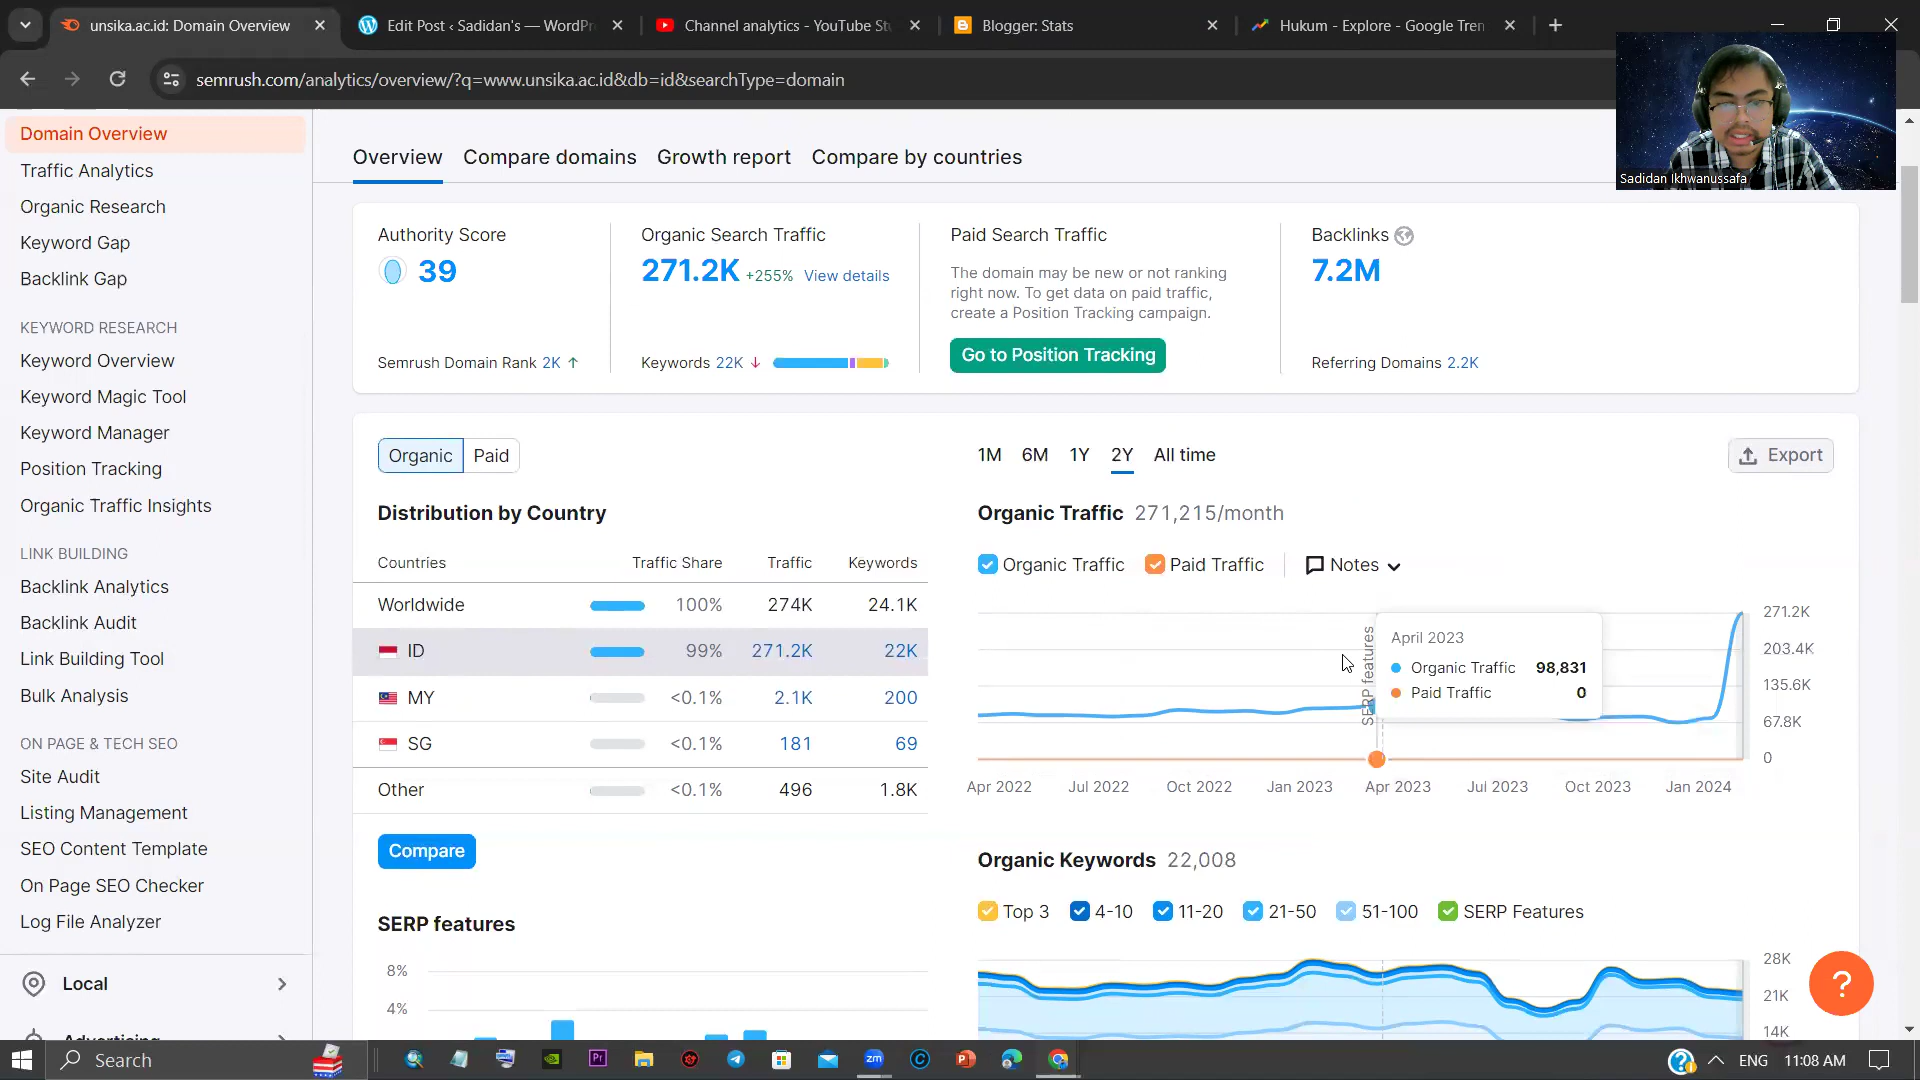 unsika.ac.id: Domain Overview
Edit Post ‹ Sadidan's — WordPr
Channel analytics - YouTube Stu
Blogger: Stats
Hukum - Explore - Google Tren
semrush.com/analytics/overview/?q=www.unsika.ac.id&db=id&searchType=domain
Sadidan Ikhwanussafa
Domain Overview
Traffic Analytics
Organic Research
Keyword Gap
Backlink Gap
KEYWORD RESEARCH
Keyword Overview
Keyword Magic Tool
Keyword Manager
Position Tracking
Organic Traffic Insights
LINK BUILDING
Backlink Analytics
Backlink Audit
Link Building Tool
Bulk Analysis
ON PAGE & TECH SEO
Site Audit
Listing Management
SEO Content Template
On Page SEO Checker
Log File Analyzer
Local
Advertising
Overview Compare domains Growth report Compare by countries
Authority Score
39
Semrush Domain Rank 2K ↑
Organic Search Traffic
271.2K +255% View details
Keywords 22K ↓
Paid Search Traffic
The domain may be new or not ranking
right now. To get data on paid traffic,
create a Position Tracking campaign.
Go to Position Tracking
Backlinks
7.2M
Referring Domains 2.2K
Organic Paid
Distribution by Country
Countries Traffic Share Traffic Keywords
Worldwide 100% 274K 24.1K
ID 99% 271.2K 22K
MY <0.1% 2.1K 200
SG <0.1% 181 69
Other <0.1% 496 1.8K
Compare
SERP features
8%
4%
1M 6M 1Y 2Y All time
Export
Organic Traffic 271,215/month
Organic Traffic Paid Traffic Notes
SERP features
April 2023
Organic Traffic 98,831
Paid Traffic 0
271.2K
203.4K
135.6K
67.8K
0
Apr 2022 Jul 2022 Oct 2022 Jan 2023 Apr 2023 Jul 2023 Oct 2023 Jan 2024
Organic Keywords 22,008
Top 3 4-10 11-20 21-50 51-100 SERP Features
28K
21K
14K
?
Search
Pr
zm
ENG 11:08 AM